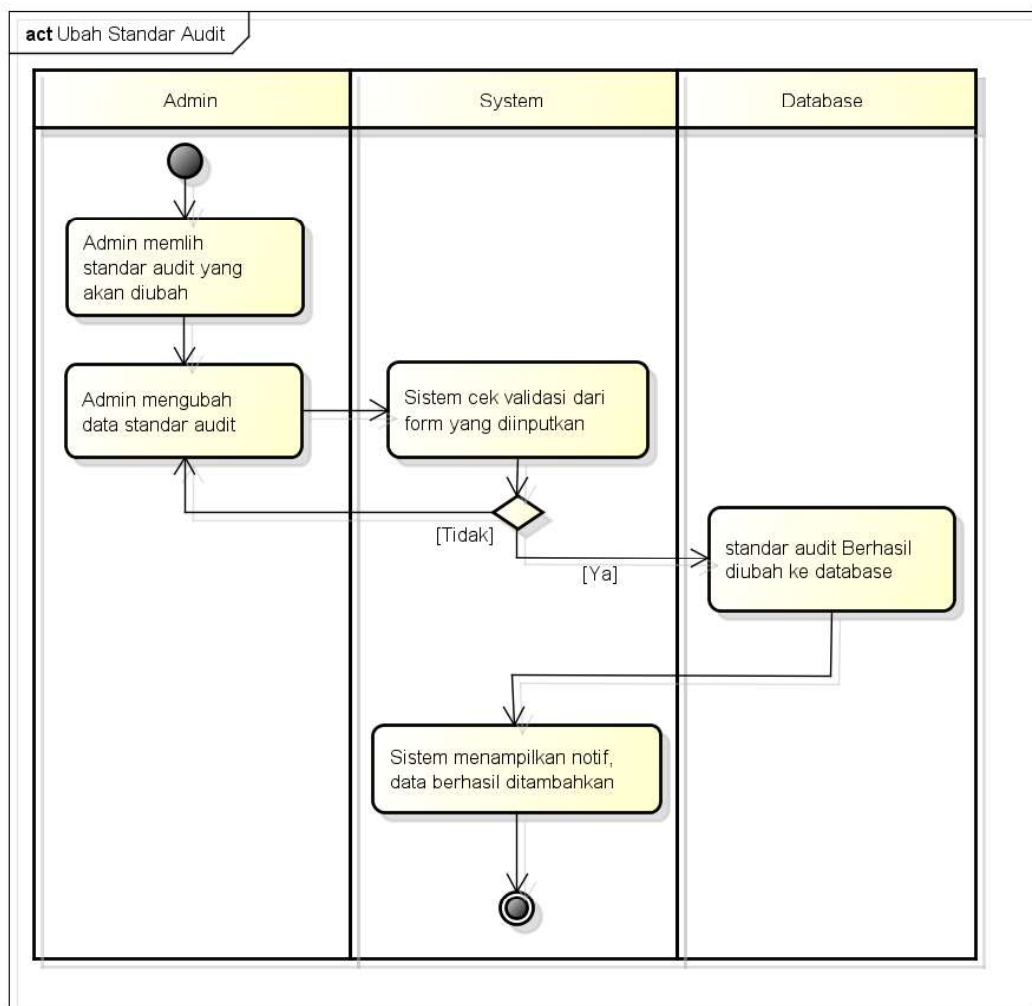 act Ubah Standar Audit
Admin
System
Database
Admin memlih
standar audit yang
akan diubah
Admin mengubah
data standar audit
Sistem cek validasi dari
form yang diinputkan
[Tidak]
[Ya]
standar audit Berhasil
diubah ke database
Sistem menampilkan notif,
data berhasil ditambahkan